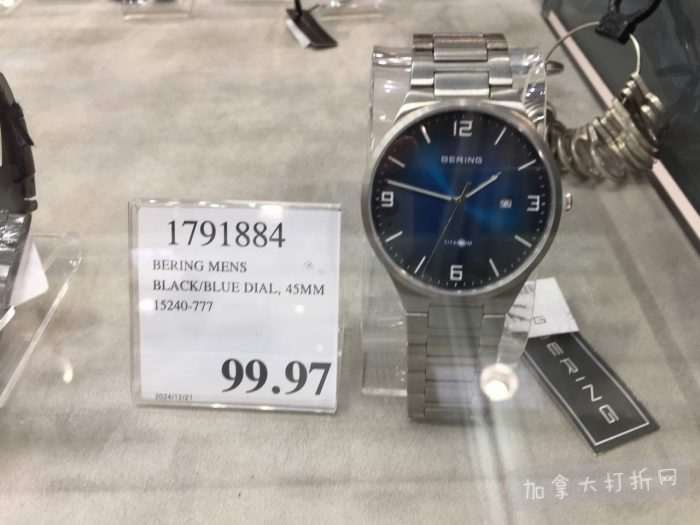 1791884
BERING MENS
BLACK/BLUE DIAL, 45MM
15240-777
99.97
2024/12/21
12
BERING
9
3
TITANIUM
6
BERING
加拿大打折网